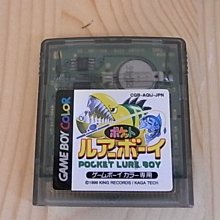 CGB-AQUJ-JPN
ポケット
ルアーボーイ
POCKET LURE BOY
ゲームボーイカラー専用
©1999 KING RECORDS / KAGA TECH
GAME BOY COLOR